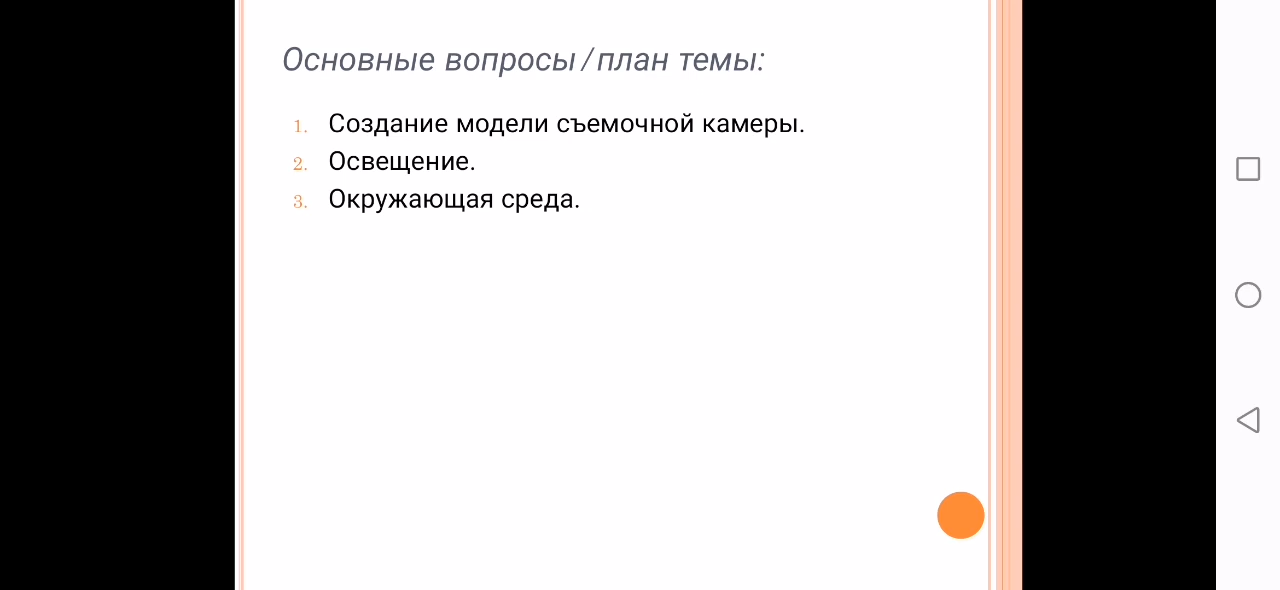 Основные вопросы/план темы:
1. Создание модели съемочной камеры.
2. Освещение.
3. Окружающая среда.